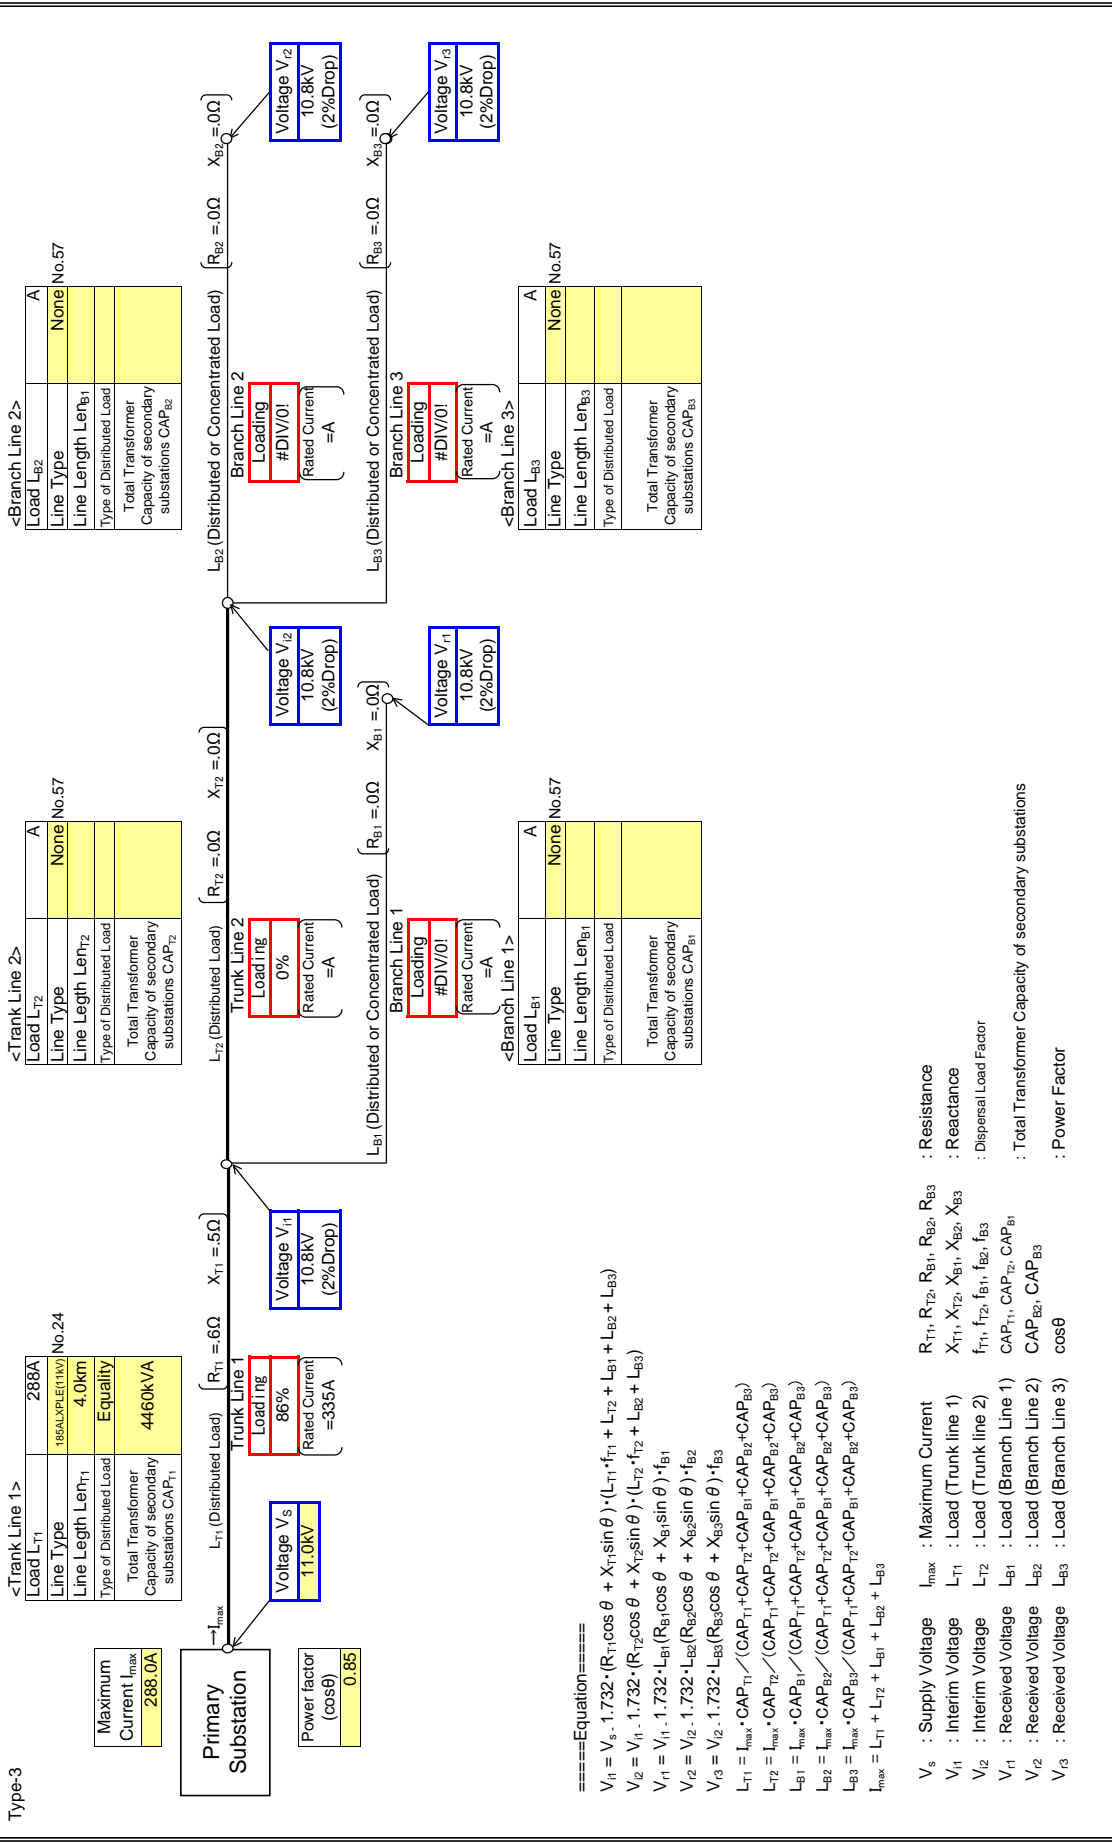 Type-3
Maximum
Current Imax
288.0A
Primary
Substation
Power factor
(cosθ)
0.85
→Imax
Voltage VS
11.0kV
<Trank Line 1>
Load LT1 288A
Line Type 185ALXPLE(11kV) No.24
Line Legth LenT1 4.0km
Type of Distributed Load Equality
Total Transformer
Capacity of secondary
substations CAPT1
4460kVA
LT1 (Distributed Load)
RT1 =.6Ω XT1 =.5Ω
Trunk Line 1
Loading
86%
Rated Current
=335A
Voltage Vi1
10.8kV
(2%Drop)
<Trank Line 2>
Load LT2 A
Line Type None No.57
Line Length LenT2
Type of Distributed Load
Total Transformer
Capacity of secondary
substations CAPT2
LT2 (Distributed Load)
RT2 =.0Ω XT2 =.0Ω
Trunk Line 2
Loading
0%
Rated Current
=A
Voltage Vi2
10.8kV
(2%Drop)
LB1 (Distributed or Concentrated Load)
RB1 =.0Ω XB1 =.0Ω
Branch Line 1
Loading
#DIV/0!
Rated Current
=A
Voltage Vr1
10.8kV
(2%Drop)
<Branch Line 1>
Load LB1 A
Line Type None No.57
Line Length LenB1
Type of Distributed Load
Total Transformer
Capacity of secondary
substations CAPB1
<Branch Line 2>
Load LB2 A
Line Type None No.57
Line Length LenB1
Type of Distributed Load
Total Transformer
Capacity of secondary
substations CAPB2
LB2 (Distributed or Concentrated Load)
RB2 =.0Ω XB2 =.0Ω
Branch Line 2
Loading
#DIV/0!
Rated Current
=A
Voltage Vr2
10.8kV
(2%Drop)
LB3 (Distributed or Concentrated Load)
RB3 =.0Ω XB3 =.0Ω
Branch Line 3
Loading
#DIV/0!
Rated Current
=A
Voltage Vr3
10.8kV
(2%Drop)
<Branch Line 3>
Load LB3 A
Line Type None No.57
Line Length LenB3
Type of Distributed Load
Total Transformer
Capacity of secondary
substations CAPB3
=====Equation=====
Vi1 = Vs - 1.732・(RT1cos θ + XT1sin θ)・(LT1・fT1 + LT2 + LB1 + LB2 + LB3)
Vi2 = Vi1 - 1.732・(RT2cos θ + XT2sin θ)・(LT2・fT2 + LB2 + LB3)
Vr1 = Vi1 - 1.732・LB1(RB1cos θ + XB1sin θ)・fB1
Vr2 = Vi2 - 1.732・LB2(RB2cos θ + XB2sin θ)・fB2
Vr3 = Vi2 - 1.732・LB3(RB3cos θ + XB3sin θ)・fB3
LT1 = Imax・CAPT1／(CAPT1+CAPT2+CAPB1+CAPB2+CAPB3)
LT2 = Imax・CAPT2／(CAPT1+CAPT2+CAPB1+CAPB2+CAPB3)
LB1 = Imax・CAPB1／(CAPT1+CAPT2+CAPB1+CAPB2+CAPB3)
LB2 = Imax・CAPB2／(CAPT1+CAPT2+CAPB1+CAPB2+CAPB3)
LB3 = Imax・CAPB3／(CAPT1+CAPT2+CAPB1+CAPB2+CAPB3)
Imax = LT1 + LT2 + LB1 + LB2 + LB3
Vs : Supply Voltage Imax : Maximum Current RT1, RT2, RB1, RB2, RB3 : Resistance
Vi1 : Interim Voltage LT1 : Load (Trunk line 1) XT1, XT2, XB1, XB2, XB3 : Reactance
Vi2 : Interim Voltage LT2 : Load (Trunk line 2) fT1, fT2, fB1, fB2, fB3 : Dispersal Load Factor
Vr1 : Received Voltage LB1 : Load (Branch Line 1) CAPT1, CAPT2, CAPB1
Vr2 : Received Voltage LB2 : Load (Branch Line 2) CAPB2, CAPB3 : Total Transformer Capacity of secondary substations
Vr3 : Received Voltage LB3 : Load (Branch Line 3) cosθ : Power Factor